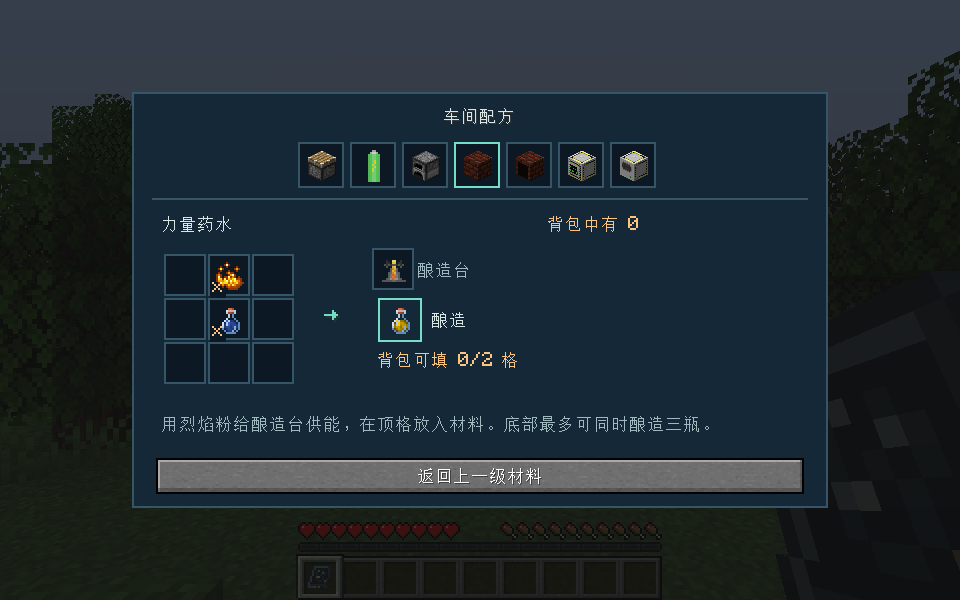 车间配方
力量药水
背包中有 0
酿造台
酿造
背包可填 0/2 格
用烈焰粉给酿造台供能，在顶格放入材料。底部最多可同时酿造三瓶。
返回上一级材料